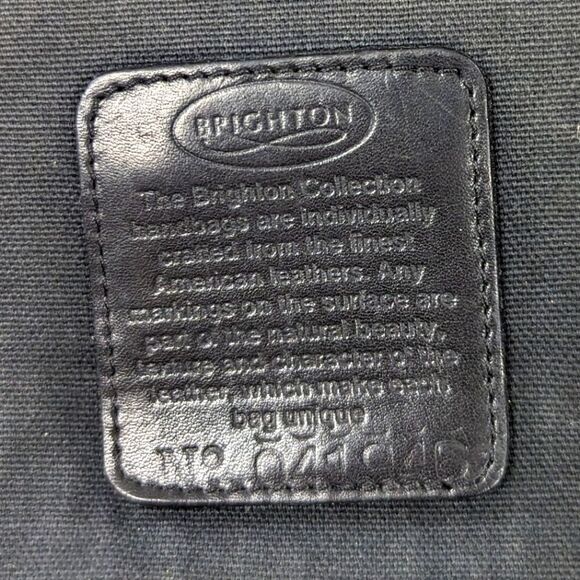 BRIGHTON
The Brighton Collection
handbags are individually
crafted from the finest
American leathers. Any
markings on the surface are
part of the natural beauty,
texture and character of the
leather, which make each
bag unique